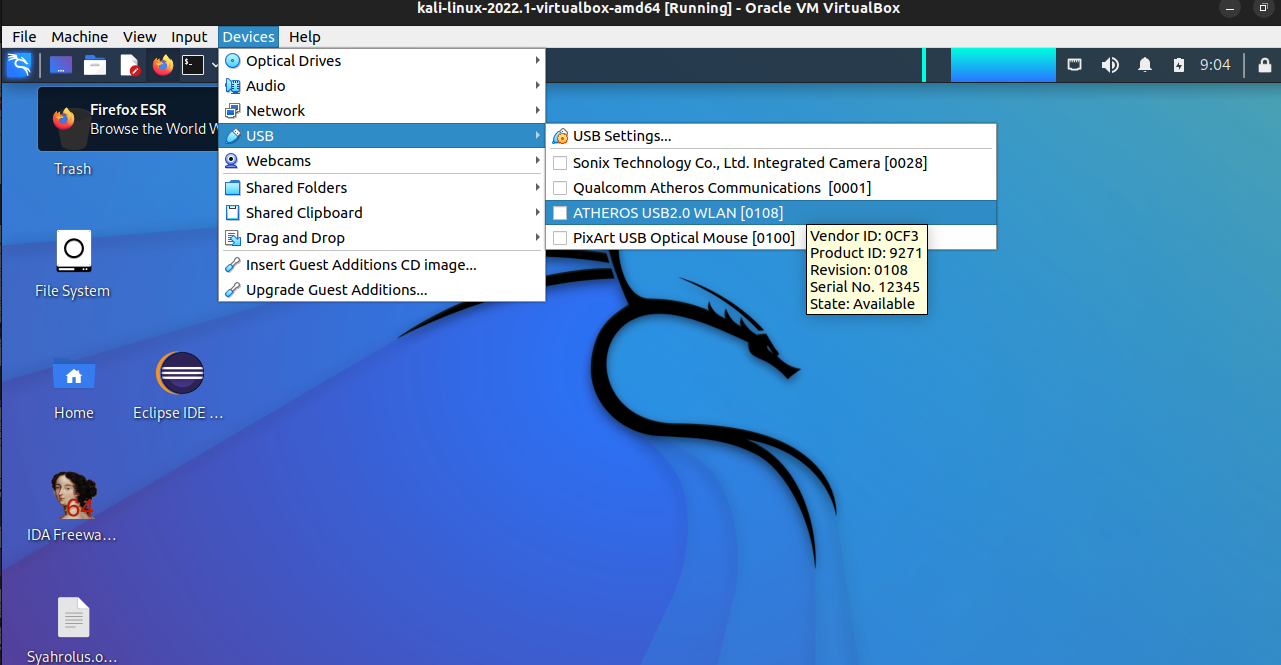 kali-linux-2022.1-virtualbox-amd64 [Running] - Oracle VM VirtualBox
File Machine View Input Devices Help
9:04
Optical Drives
Audio
Network
USB
Webcams
Shared Folders
Shared Clipboard
Drag and Drop
Insert Guest Additions CD image...
Upgrade Guest Additions...
USB Settings...
Sonix Technology Co., Ltd. Integrated Camera [0028]
Qualcomm Atheros Communications [0001]
ATHEROS USB2.0 WLAN [0108]
PixArt USB Optical Mouse [0100]
Vendor ID: 0CF3
Product ID: 9271
Revision: 0108
Serial No. 12345
State: Available
Firefox ESR
Browse the World W
Trash
File System
Home
Eclipse IDE ...
64
IDA Freewa...
Syahrolus.o...